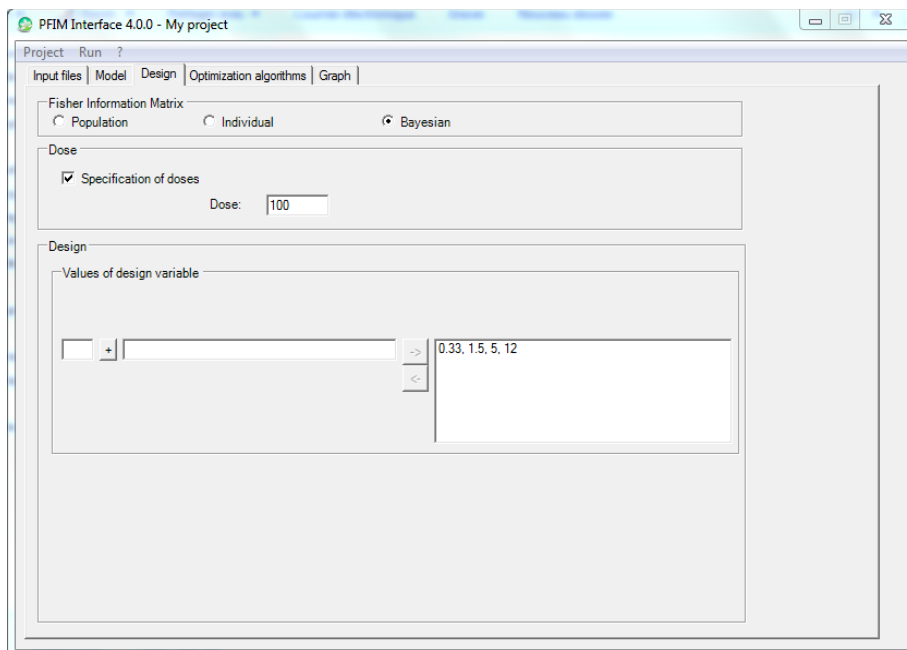 PFIM Interface 4.0.0 - My project
Project Run ?
Input files Model Design Optimization algorithms Graph
Fisher Information Matrix
Population Individual Bayesian
Dose
Specification of doses
Dose: 100
Design
Values of design variable
+ -> 0.33, 1.5, 5, 12
<-